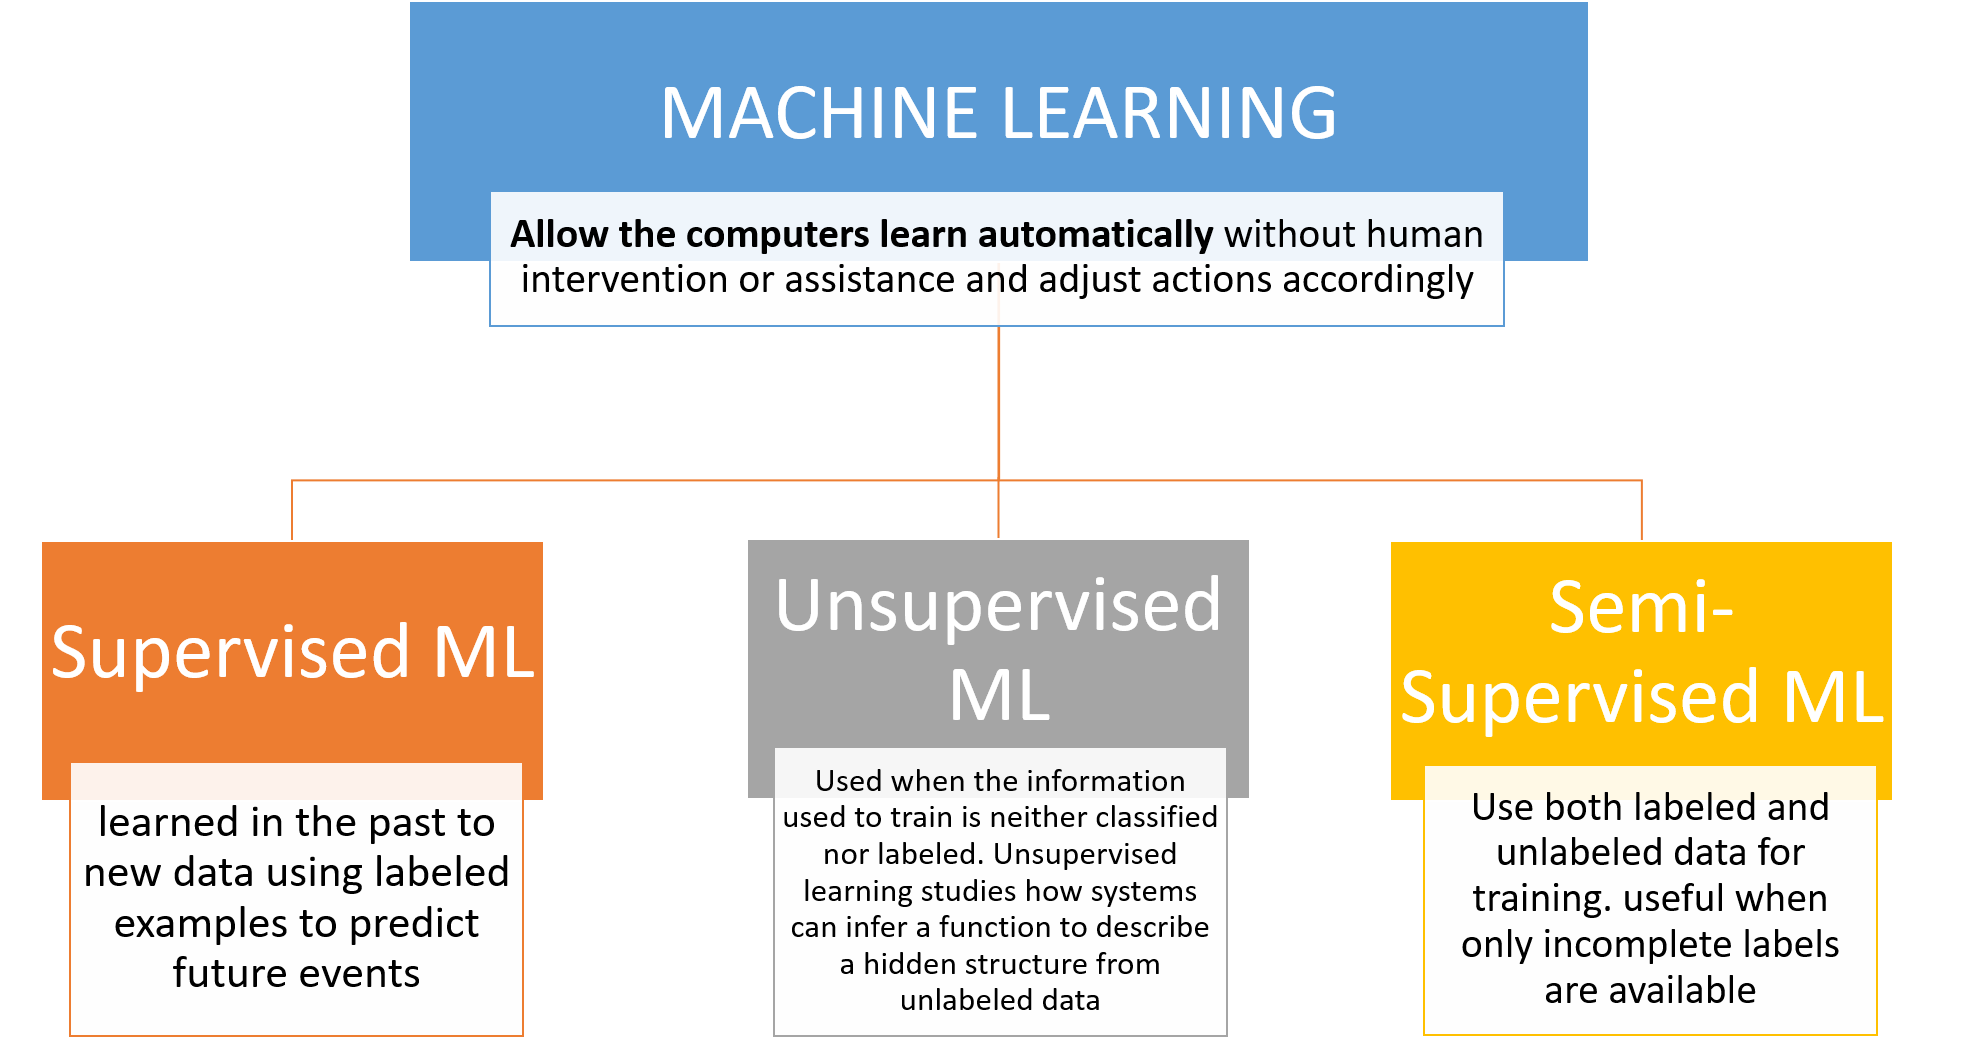 MACHINE LEARNING
Allow the computers learn automatically without human
intervention or assistance and adjust actions accordingly
Supervised ML
learned in the past to
new data using labeled
examples to predict
future events
Unsupervised
ML
Used when the information
used to train is neither classified
nor labeled. Unsupervised
learning studies how systems
can infer a function to describe
a hidden structure from
unlabeled data
Semi-
Supervised ML
Use both labeled and
unlabeled data for
training. useful when
only incomplete labels
are available